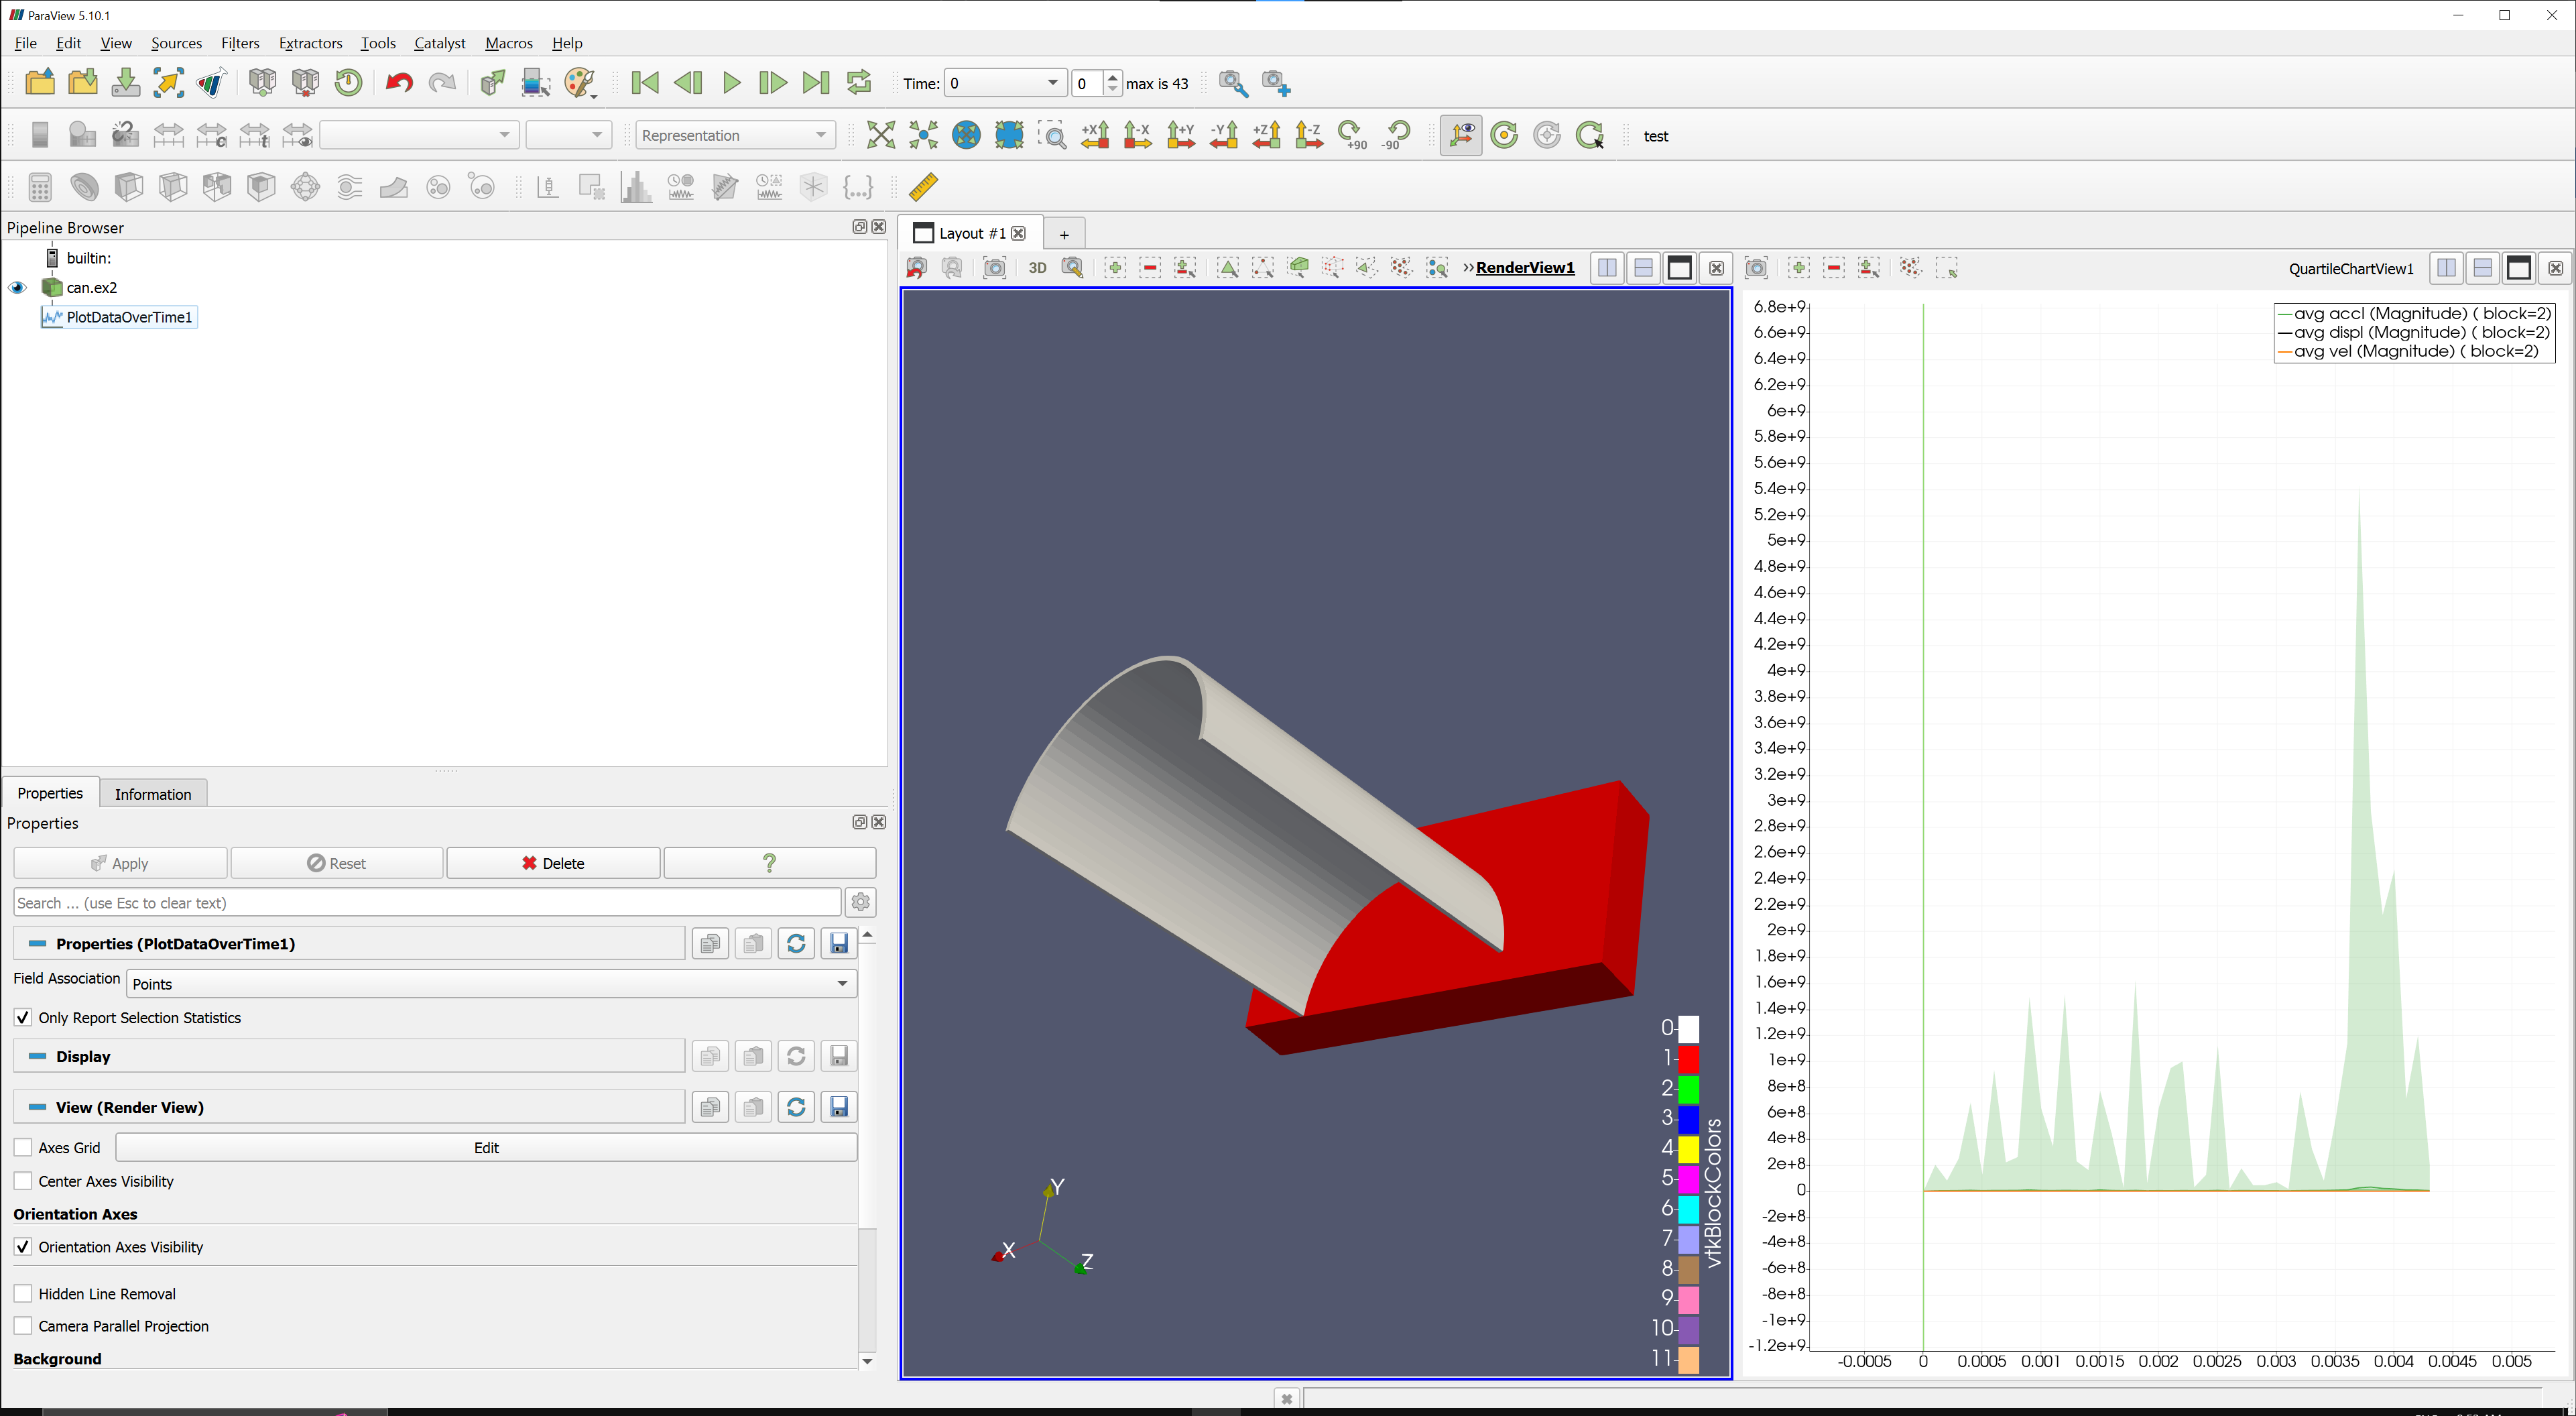 ParaView 5.10.1
File Edit View Sources Filters Extractors Tools Catalyst Macros Help
Time: 0 0 max is 43
Representation +X -X +Y -Y +Z -Z +90 -90 test
Pipeline Browser
builtin:
can.ex2
PlotDataOverTime1
Properties Information
Properties
Apply Reset Delete ?
Search ... (use Esc to clear text)
Properties (PlotDataOverTime1)
Field Association Points
Only Report Selection Statistics
Display
View (Render View)
Axes Grid Edit
Center Axes Visibility
Orientation Axes
Orientation Axes Visibility
Hidden Line Removal
Camera Parallel Projection
Background
Layout #1 +
3D >> RenderView1
Y
X
Z
0
1
2
3
4
5
6
7
8
9
10
11
vtkBlockColors
QuartileChartView1
avg accl (Magnitude) ( block=2)
avg displ (Magnitude) ( block=2)
avg vel (Magnitude) ( block=2)
6.8e+9
6.6e+9
6.4e+9
6.2e+9
6e+9
5.8e+9
5.6e+9
5.4e+9
5.2e+9
5e+9
4.8e+9
4.6e+9
4.4e+9
4.2e+9
4e+9
3.8e+9
3.6e+9
3.4e+9
3.2e+9
3e+9
2.8e+9
2.6e+9
2.4e+9
2.2e+9
2e+9
1.8e+9
1.6e+9
1.4e+9
1.2e+9
1e+9
8e+8
6e+8
4e+8
2e+8
0
-2e+8
-4e+8
-6e+8
-8e+8
-1e+9
-1.2e+9
-0.0005 0 0.0005 0.001 0.0015 0.002 0.0025 0.003 0.0035 0.004 0.0045 0.005